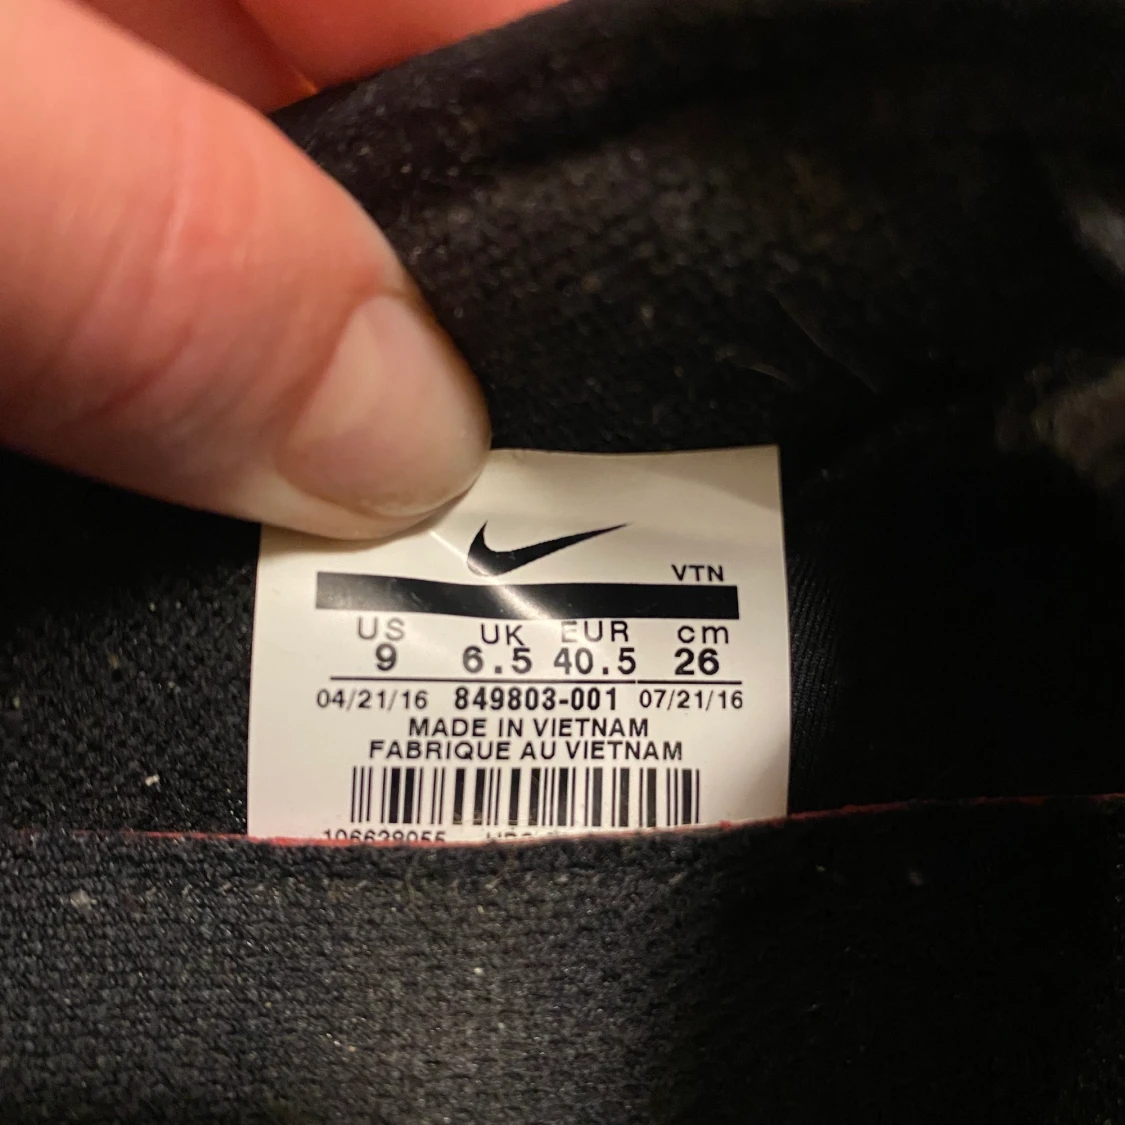 VTN
US UK EUR cm
9 6.5 40.5 26
04/21/16 849803-001 07/21/16
MADE IN VIETNAM
FABRIQUE AU VIETNAM